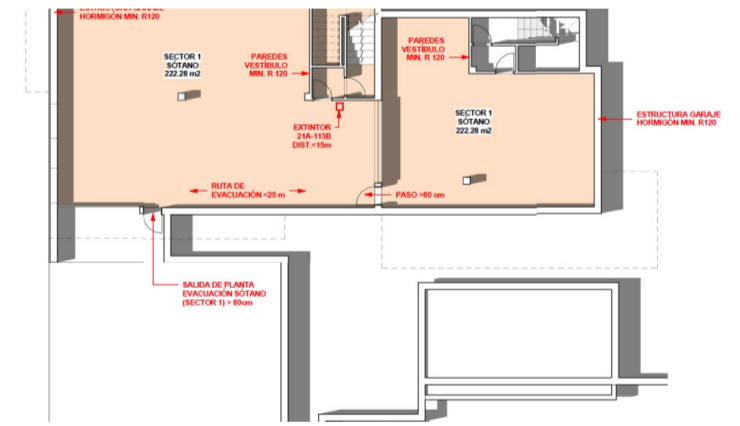 ESTRUCTURA GARAJE
HORMIGÓN MIN. R120
SECTOR 1
SÓTANO
222.28 m2
PAREDES
VESTÍBULO
MIN. R 120
PAREDES
VESTÍBULO
MIN. R 120
SECTOR 1
SÓTANO
222.28 m2
ESTRUCTURA GARAJE
HORMIGÓN MIN. R120
EXTINTOR
21A-113B
DIST.<15m
RUTA DE
EVACUACIÓN <25 m
PASO >80 cm
SALIDA DE PLANTA
EVACUACIÓN SÓTANO
(SECTOR 1) > 80cm